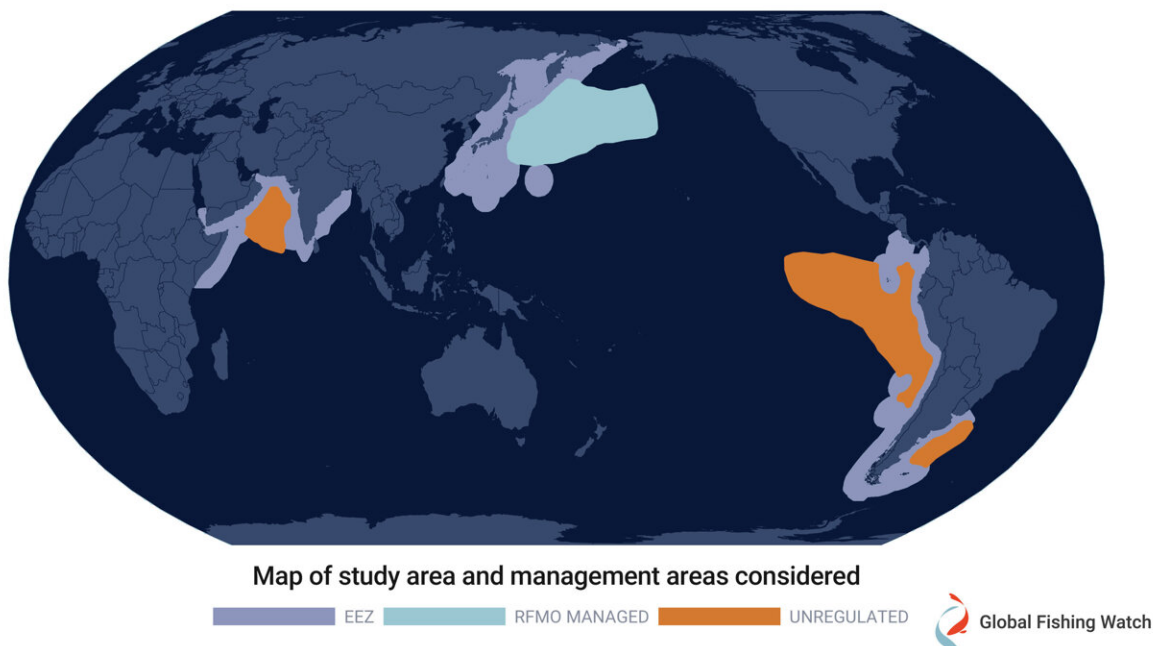 Map of study area and management areas considered
EEZ RFMO MANAGED UNREGULATED
Global Fishing Watch